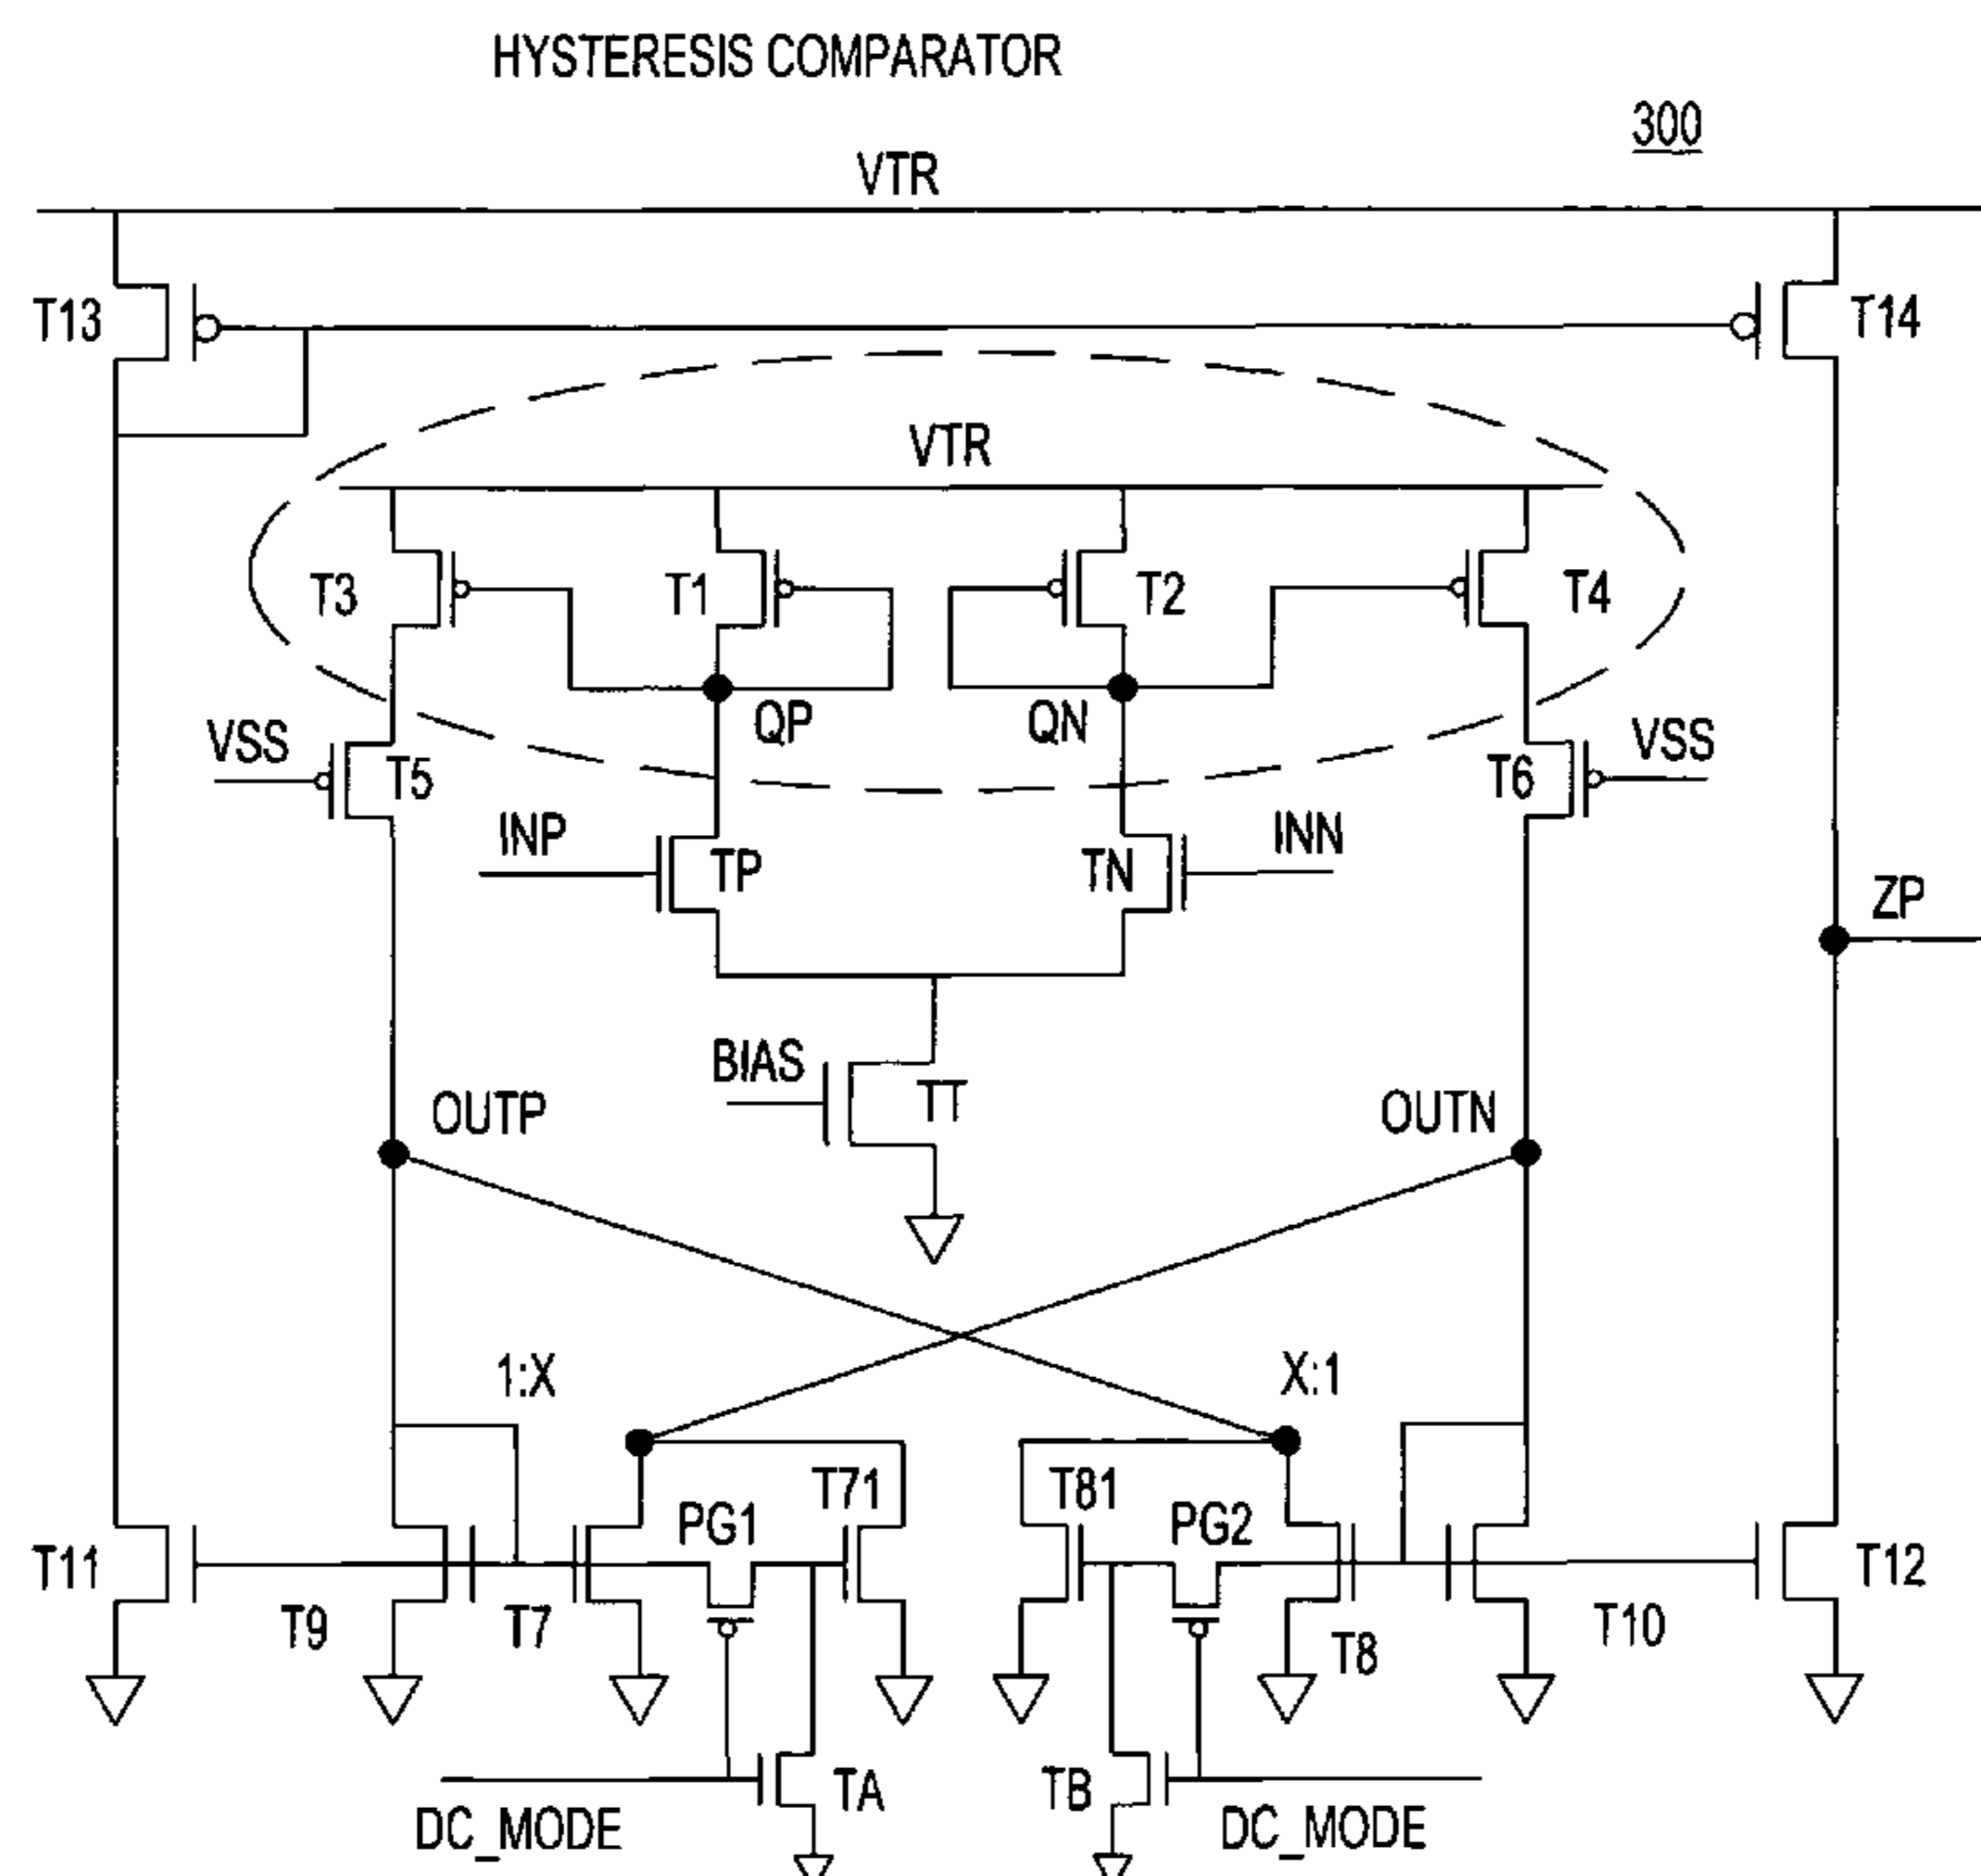 HYSTERESIS COMPARATOR
300
VTR
T13
T14
VTR
T3
T1
T2
T4
QP
QN
VSS
T5
T6
VSS
INP
TP
TN
INN
ZP
BIAS
TT
OUTP
OUTN
1:X
X:1
T71
T81
PG1
PG2
T11
T12
T9
T7
T8
T10
TA
TB
DC_MODE
DC_MODE